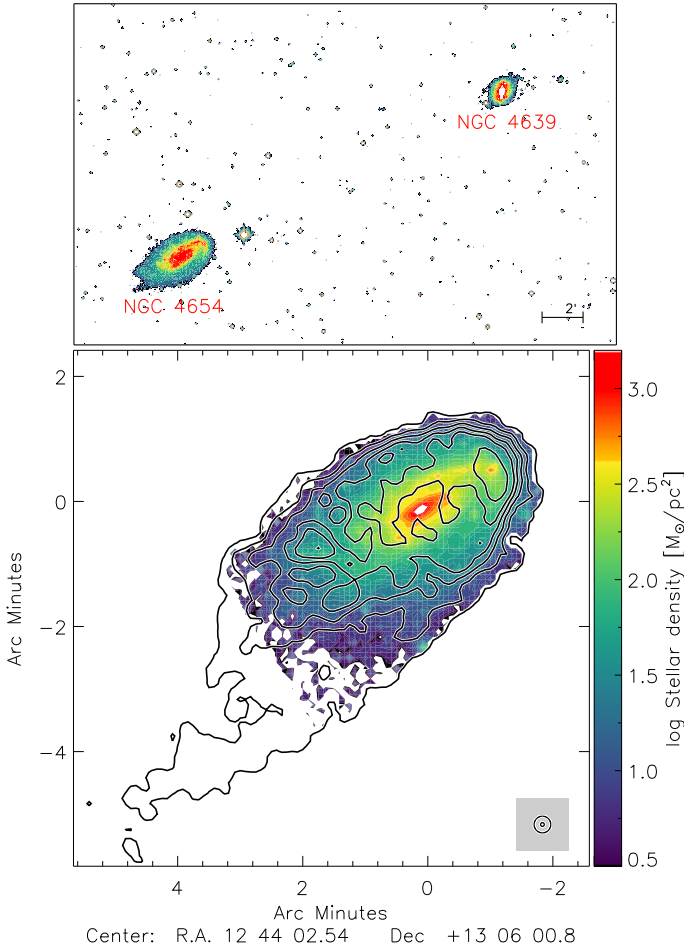 NGC 4639
NGC 4654
2'
2
0
−2
−4
Arc Minutes
4 2 0 −2
Arc Minutes
Center: R.A. 12 44 02.54 Dec +13 06 00.8
3.0
2.5
2.0
1.5
1.0
0.5
log Stellar density [M⊙/pc²]